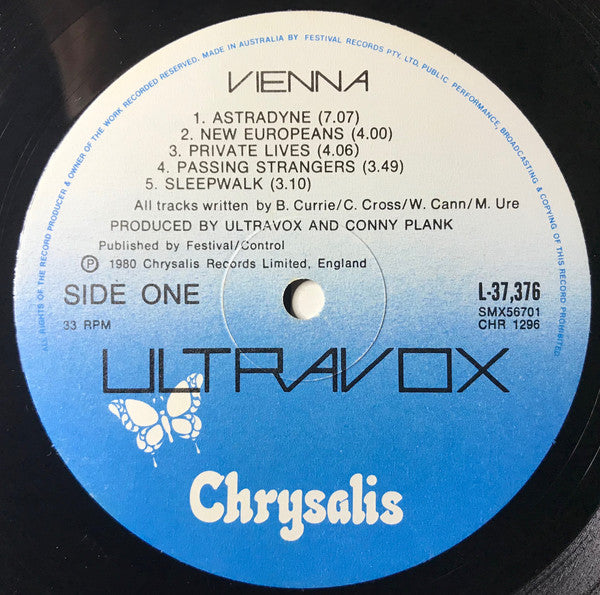 ALL RIGHTS OF THE RECORD PRODUCER & OWNER OF THE WORK RECORDED RESERVED. MADE IN AUSTRALIA BY FESTIVAL RECORDS PTY. LTD. PUBLIC PERFORMANCE, BROADCASTING & COPYING OF THIS RECORD PROHIBITED
VIENNA
1. ASTRADYNE (7.07)
2. NEW EUROPEANS (4.00)
3. PRIVATE LIVES (4.06)
4. PASSING STRANGERS (3.49)
5. SLEEPWALK (3.10)
All tracks written by B. Currie/C. Cross/W. Cann/M. Ure
PRODUCED BY ULTRAVOX AND CONNY PLANK
Published by Festival/Control
Ⓟ 1980 Chrysalis Records Limited, England
SIDE ONE L-37,376
SMX56701
33 RPM CHR 1296
ULTRAVOX
Chrysalis